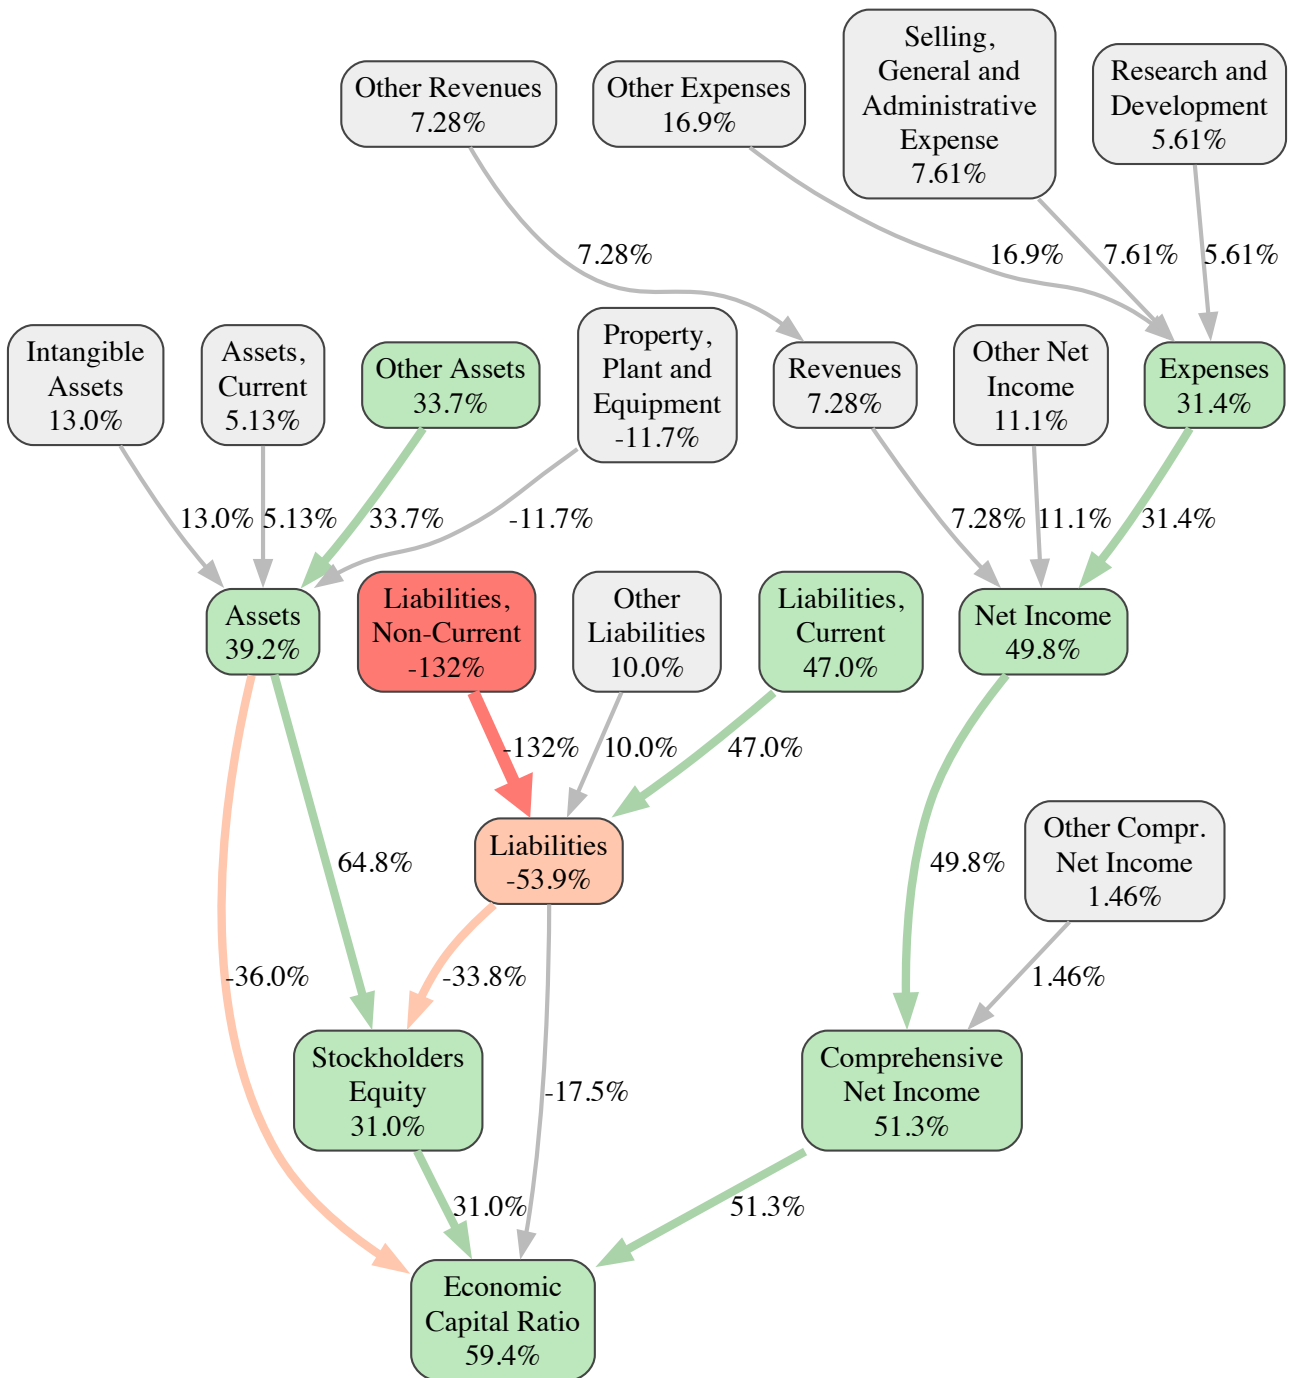 Selling,
General and
Administrative
Expense
7.61%
Other Revenues
7.28%
Other Expenses
16.9%
Research and
Development
5.61%
7.28%
16.9%
7.61%
5.61%
Intangible
Assets
13.0%
Assets,
Current
5.13%
Other Assets
33.7%
Property,
Plant and
Equipment
-11.7%
Revenues
7.28%
Other Net
Income
11.1%
Expenses
31.4%
13.0%
5.13%
33.7%
-11.7%
7.28%
11.1%
31.4%
Assets
39.2%
Liabilities,
Non-Current
-132%
Other
Liabilities
10.0%
Liabilities,
Current
47.0%
Net Income
49.8%
-132%
10.0%
47.0%
64.8%
Liabilities
-53.9%
49.8%
Other Compr.
Net Income
1.46%
-36.0%
-33.8%
1.46%
Stockholders
Equity
31.0%
-17.5%
Comprehensive
Net Income
51.3%
31.0%
51.3%
Economic
Capital Ratio
59.4%